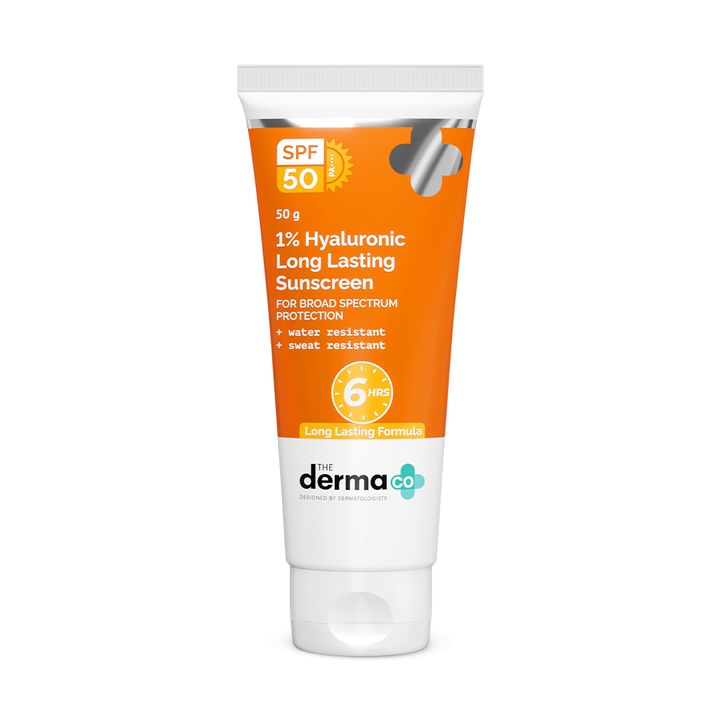 SPF
50
PA++++
50 g
1% Hyaluronic
Long Lasting
Sunscreen
FOR BROAD SPECTRUM
PROTECTION
+ water resistant
+ sweat resistant
6 HRS
Long Lasting Formula
THE
derma co
DESIGNED BY DERMATOLOGISTS